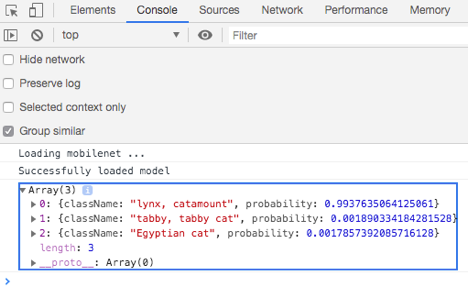 Elements Console Sources Network Performance Memory
top Filter
Hide network
Preserve log
Selected context only
Group similar
Loading mobilenet ...
Successfully loaded model
Array(3) i
0: {className: "lynx, catamount", probability: 0.9937635064125061}
1: {className: "tabby, tabby cat", probability: 0.001890334184281528}
2: {className: "Egyptian cat", probability: 0.0017857392085716128}
length: 3
__proto__: Array(0)